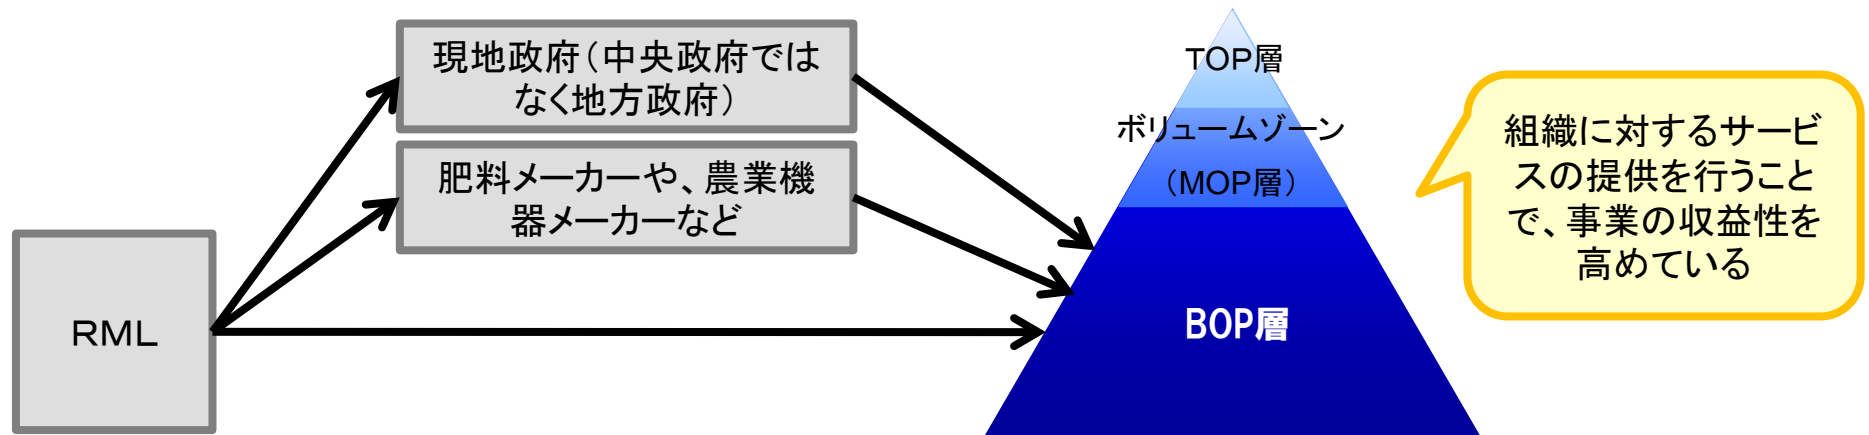 現地政府（中央政府では
なく地方政府）
肥料メーカーや、農業機
器メーカーなど
RML
TOP層
ボリュームゾーン
（MOP層）
BOP層
組織に対するサービ
スの提供を行うこと
で、事業の収益性を
高めている